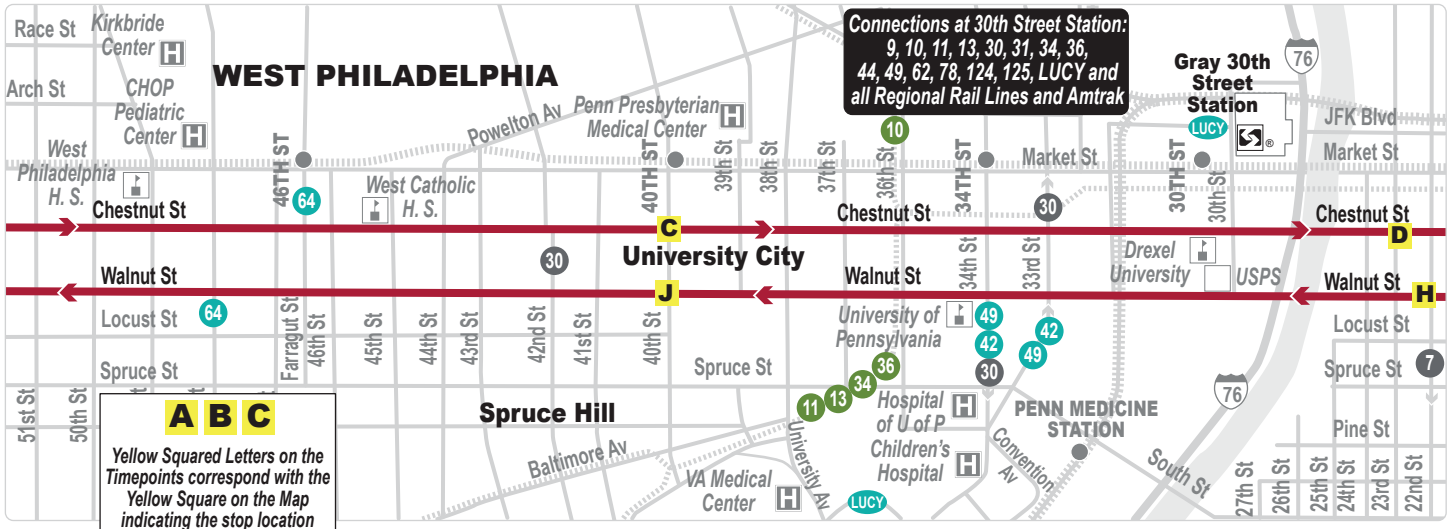 Race St
Kirkbride
Center
H
Arch St
CHOP
Pediatric
Center
H
WEST PHILADELPHIA
Powelton Av
Penn Presbyterian
Medical Center
H
Connections at 30th Street Station:
9, 10, 11, 13, 30, 31, 34, 36,
44, 49, 62, 78, 124, 125, LUCY and
all Regional Rail Lines and Amtrak
Gray 30th
Street
Station
LUCY
®
76
JFK Blvd
Market St
Market St
10
West
Philadelphia
H. S.
46TH ST
64
West Catholic
H. S.
40TH ST
39th St
38th St
37th St
36th St
34TH ST
30
30TH ST
30th St
Chestnut St
C
Chestnut St
Chestnut St
D
30
University City
34th St
33rd St
Drexel
University
USPS
Walnut St
J
Walnut St
Walnut St
H
64
Locust St
Farragut St
46th St
45th St
44th St
43rd St
42nd St
41st St
40th St
University of
Pennsylvania
49
42
30
42
49
Locust St
Spruce St
Spruce St
Spruce St
7
36
34
13
11
51st St
50th St
Spruce Hill
Baltimore Av
University Av
Hospital
of U of P
H
Children's
Hospital
H
Convention
Av
PENN MEDICINE
STATION
76
South St
Pine St
VA Medical
Center
H
LUCY
27th St
26th St
25th St
24th St
23rd St
22nd St
A B C
Yellow Squared Letters on the
Timepoints correspond with the
Yellow Square on the Map
indicating the stop location